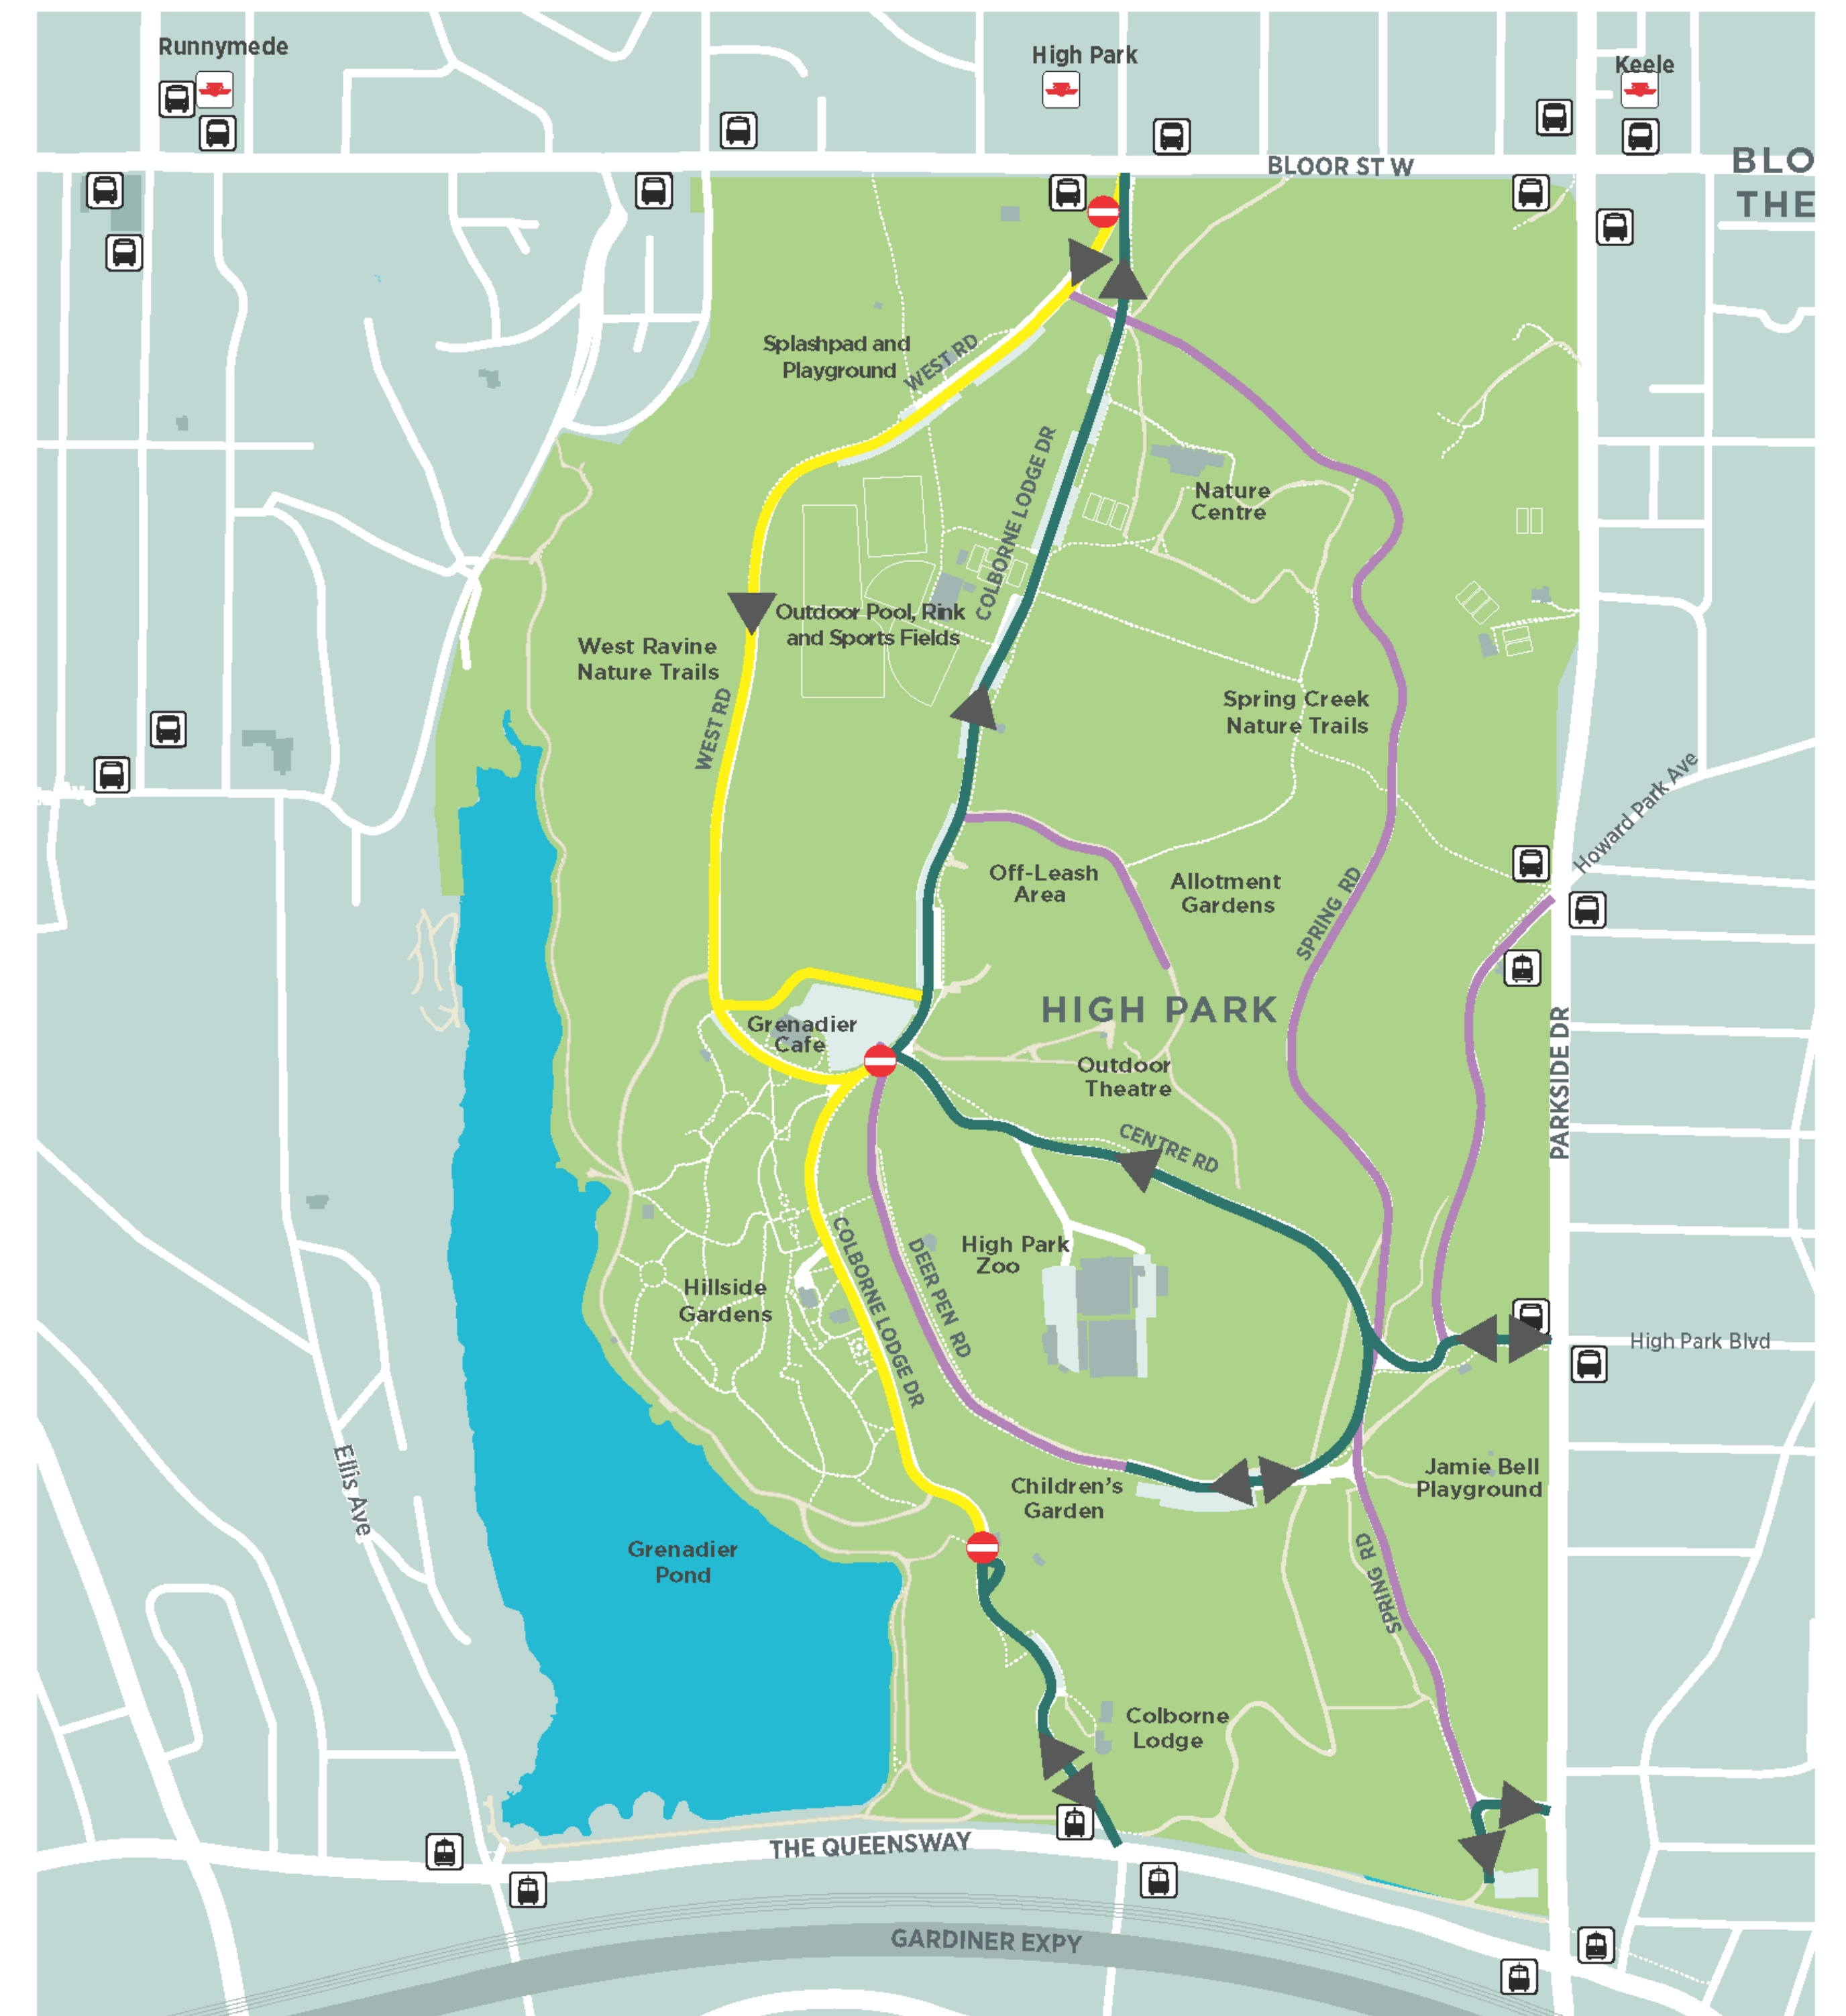 Runnymede
High Park
Keele
BLOOR ST W
BLO
THE
Splashpad and
Playground
WEST RD
COLBORNE LODGE DR
Nature
Centre
Outdoor Pool, Rink
and Sports Fields
West Ravine
Nature Trails
WEST RD
Spring Creek
Nature Trails
Howard Park Ave
Off-Leash
Area
Allotment
Gardens
SPRING RD
HIGH PARK
Grenadier
Cafe
Outdoor
Theatre
PARKSIDE DR
CENTRE RD
High Park
Zoo
COLBORNE LODGE DR
DEER PEN RD
Hillside
Gardens
High Park Blvd
Ellis Ave
Children's
Garden
Jamie Bell
Playground
Grenadier
Pond
SPRING RD
Colborne
Lodge
THE QUEENSWAY
GARDINER EXPY